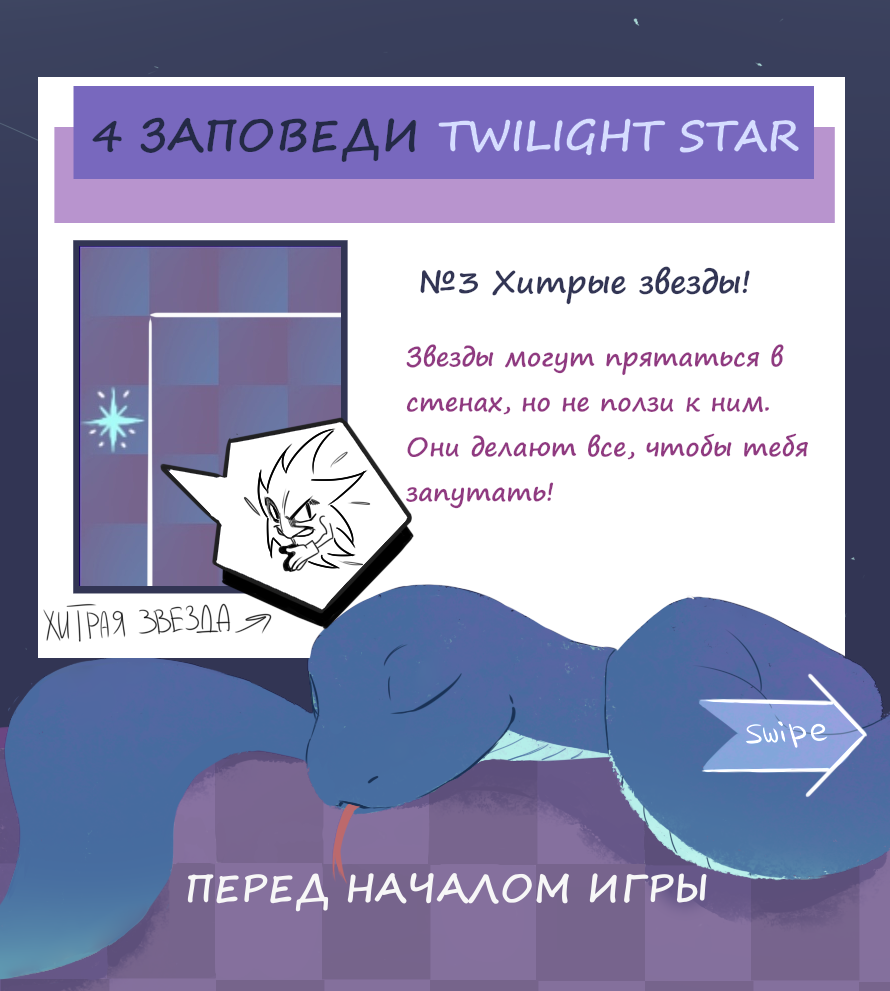 4 ЗАПОВЕДИ TWILIGHT STAR
№3 Хитрые звезды!
Звезды могут прятаться в
стенах, но не ползи к ним.
Они делают все, чтобы тебя
запутать!
ХИТРАЯ ЗВЕЗДА
swipe
ПЕРЕД НАЧАЛОМ ИГРЫ